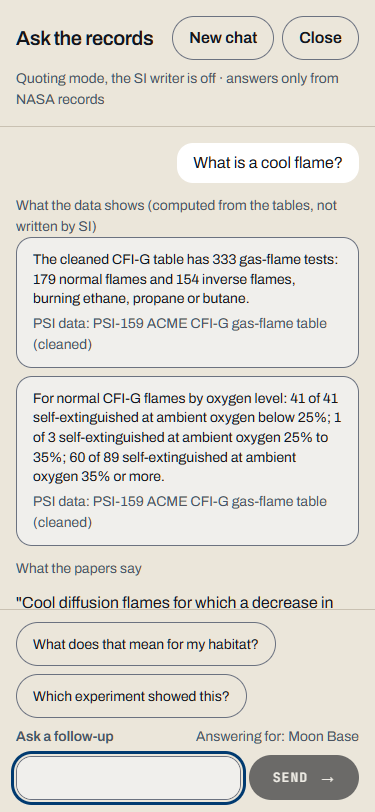 Ask the records
New chat
Close
Quoting mode, the SI writer is off · answers only from
NASA records
What is a cool flame?
What the data shows (computed from the tables, not
written by SI)
The cleaned CFI-G table has 333 gas-flame tests:
179 normal flames and 154 inverse flames,
burning ethane, propane or butane.
PSI data: PSI-159 ACME CFI-G gas-flame table
(cleaned)
For normal CFI-G flames by oxygen level: 41 of 41
self-extinguished at ambient oxygen below 25%; 1
of 3 self-extinguished at ambient oxygen 25% to
35%; 60 of 89 self-extinguished at ambient
oxygen 35% or more.
PSI data: PSI-159 ACME CFI-G gas-flame table
(cleaned)
What the papers say
"Cool diffusion flames for which a decrease in
What does that mean for my habitat?
Which experiment showed this?
Ask a follow-up
Answering for: Moon Base
SEND →